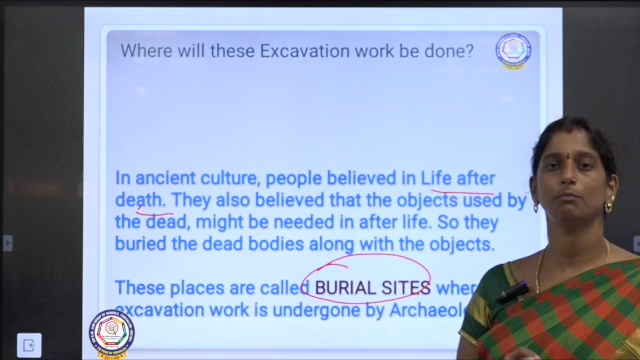 Where will these Excavation work be done?
In ancient culture, people believed in Life after
death. They also believed that the objects used by
the dead, might be needed in after life. So they
buried the dead bodies along with the objects.
These places are called BURIAL SITES
excavation work is undergone by